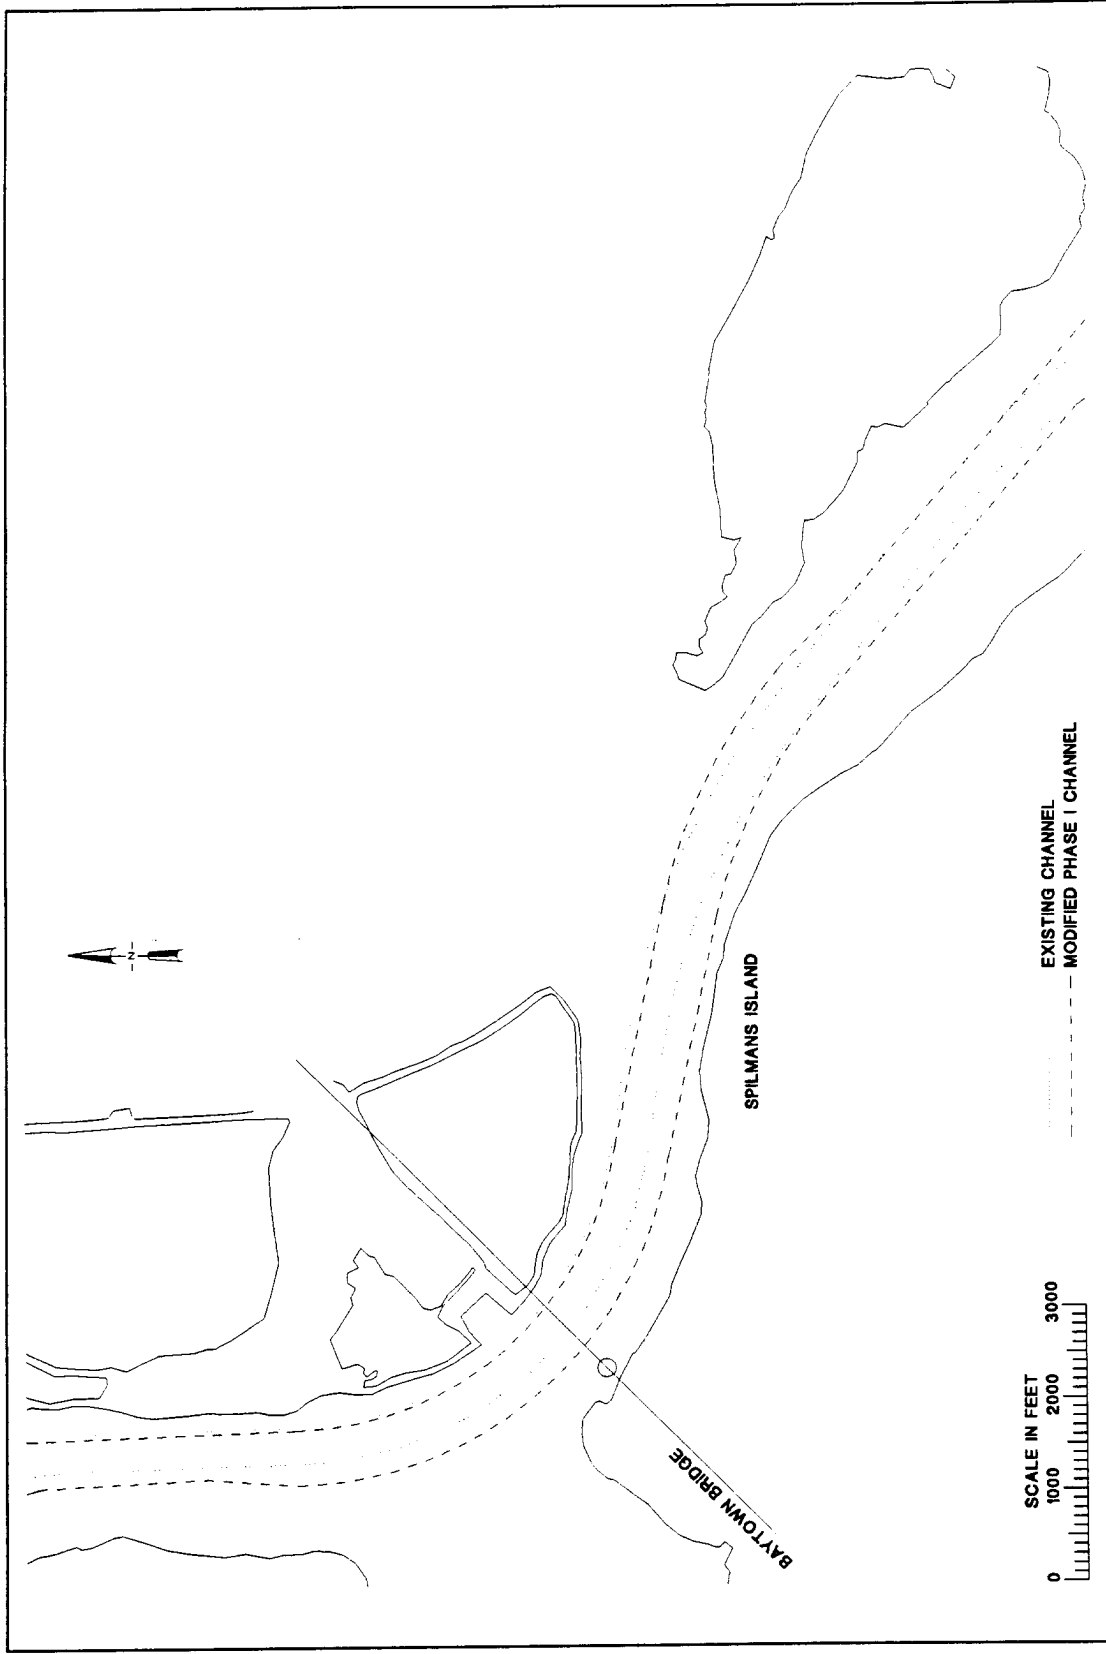 N
SPILMANS ISLAND
BAYTOWN BRIDGE
EXISTING CHANNEL
MODIFIED PHASE I CHANNEL
SCALE IN FEET
0 1000 2000 3000